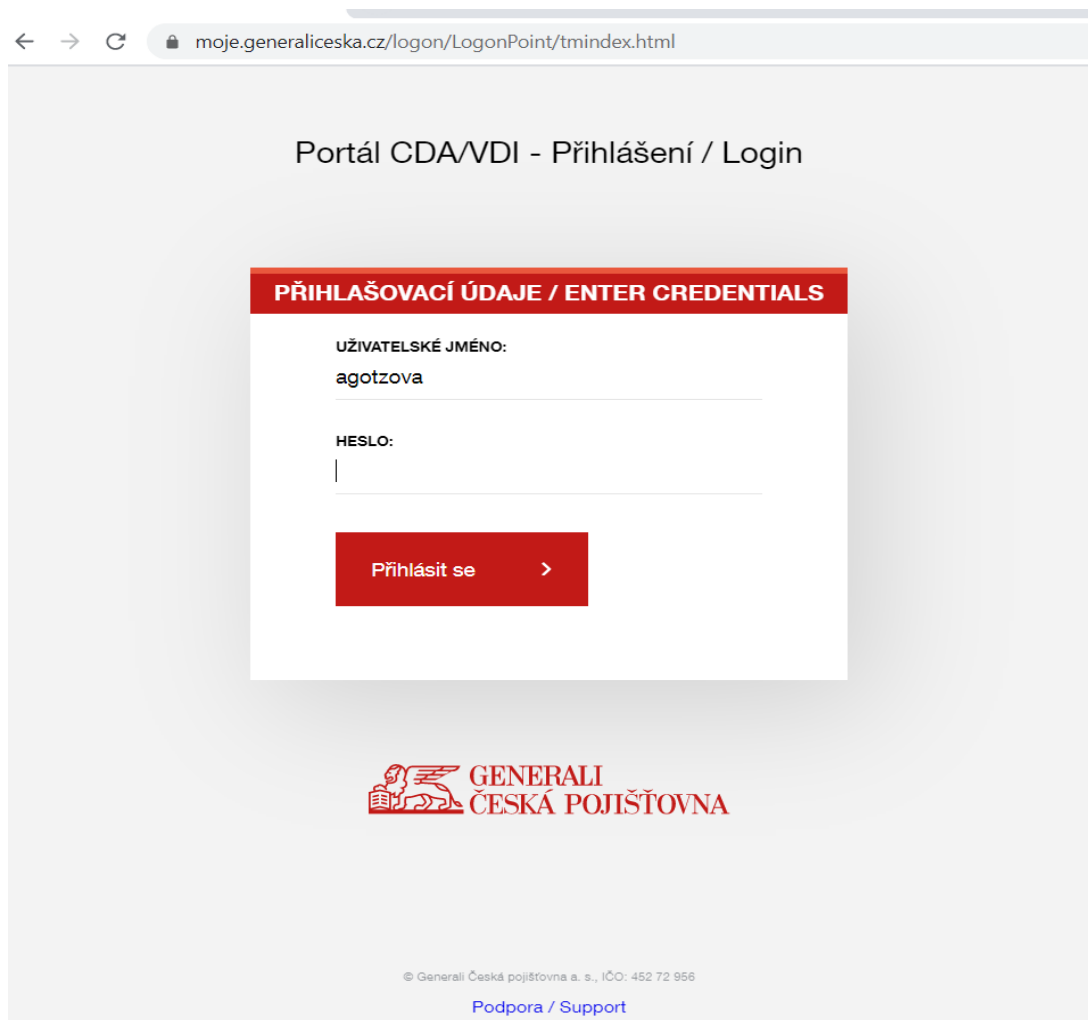 moje.generaliceska.cz/logon/LogonPoint/tmindex.html
Portál CDA/VDI - Přihlášení / Login
PŘIHLAŠOVACÍ ÚDAJE / ENTER CREDENTIALS
UŽIVATELSKÉ JMÉNO:
agotzova
HESLO:
Přihlásit se
GENERALI
ČESKÁ POJIŠŤOVNA
© Generali Česká pojišťovna a. s., IČO: 452 72 956
Podpora / Support